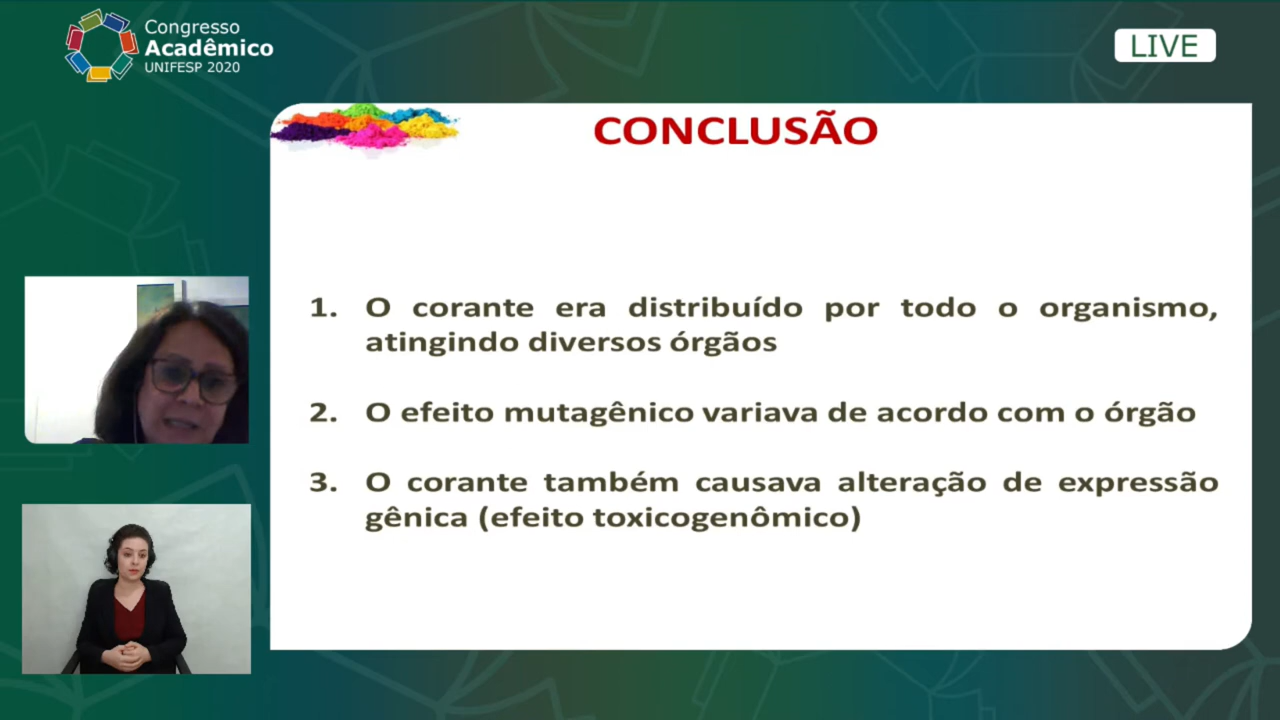 Congresso
Acadêmico
UNIFESP 2020
LIVE
CONCLUSÃO
1. O corante era distribuído por todo o organismo,
atingindo diversos órgãos
2. O efeito mutagênico variava de acordo com o órgão
3. O corante também causava alteração de expressão
gênica (efeito toxicogenômico)